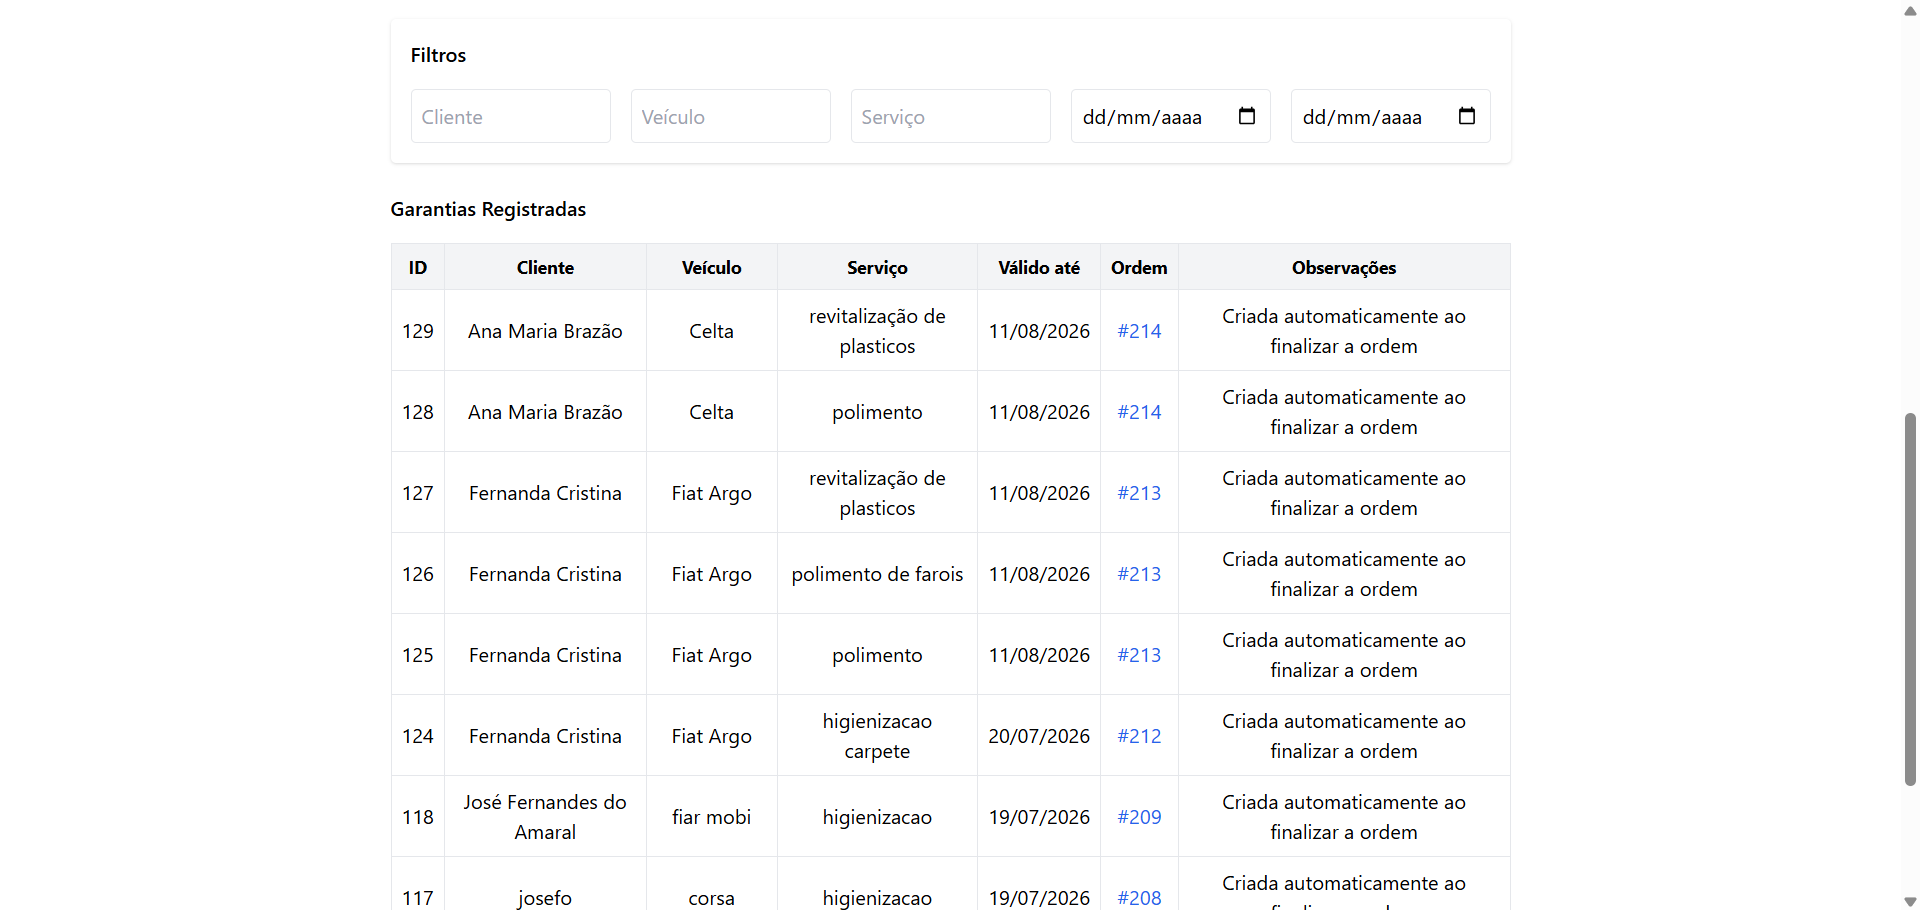 Filtros
Cliente Veículo Serviço dd/mm/aaaa dd/mm/aaaa
Garantias Registradas
ID Cliente Veículo Serviço Válido até Ordem Observações
129 Ana Maria Brazão Celta revitalização de plasticos 11/08/2026 #214 Criada automaticamente ao finalizar a ordem
128 Ana Maria Brazão Celta polimento 11/08/2026 #214 Criada automaticamente ao finalizar a ordem
127 Fernanda Cristina Fiat Argo revitalização de plasticos 11/08/2026 #213 Criada automaticamente ao finalizar a ordem
126 Fernanda Cristina Fiat Argo polimento de farois 11/08/2026 #213 Criada automaticamente ao finalizar a ordem
125 Fernanda Cristina Fiat Argo polimento 11/08/2026 #213 Criada automaticamente ao finalizar a ordem
124 Fernanda Cristina Fiat Argo higienizacao carpete 20/07/2026 #212 Criada automaticamente ao finalizar a ordem
118 José Fernandes do Amaral fiar mobi higienizacao 19/07/2026 #209 Criada automaticamente ao finalizar a ordem
117 josefo corsa higienizacao 19/07/2026 #208 Criada automaticamente ao